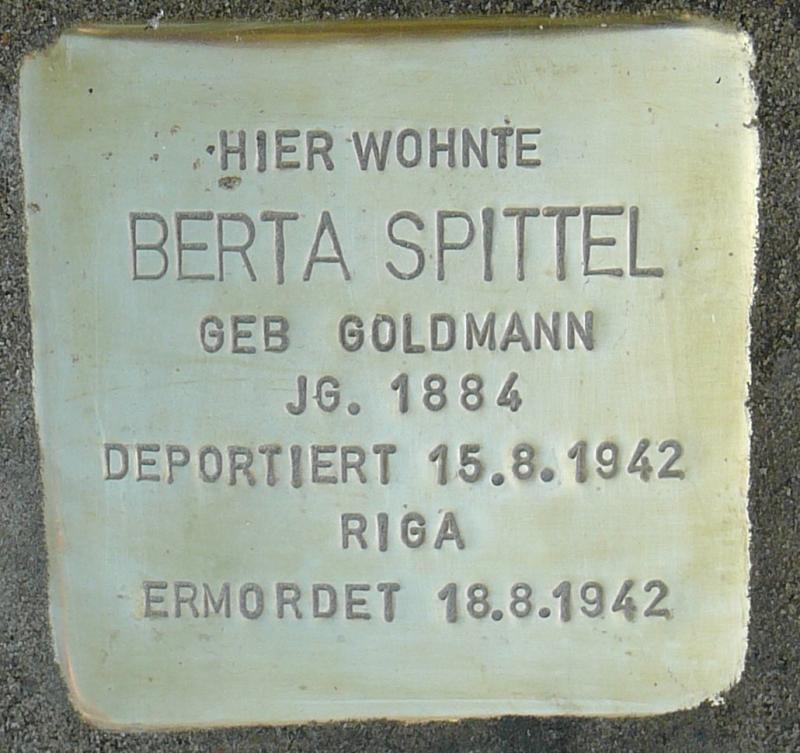 HIER WOHNTE
BERTA SPITTEL
GEB GOLDMANN
JG. 1884
DEPORTIERT 15.8.1942
RIGA
ERMORDET 18.8.1942